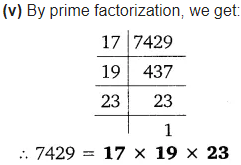 (v) By prime factorization, we get:
17 7429
19 437
23 23
1
∴ 7429 = 17 × 19 × 23